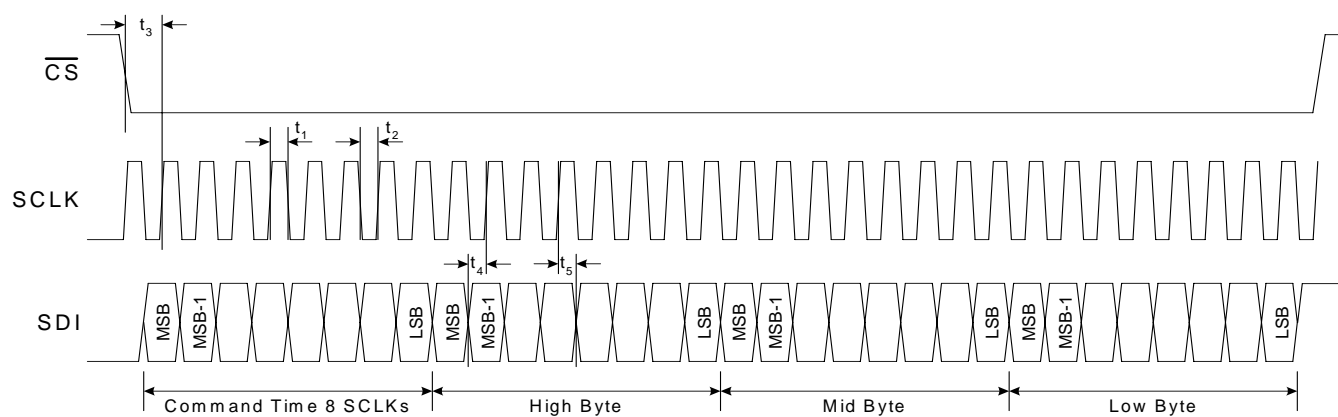 t3
CS
t1
t2
SCLK
t4
t5
SDI
MSB
MSB-1
LSB
MSB
MSB-1
LSB
MSB
MSB-1
LSB
MSB
MSB-1
LSB
Command Time 8 SCLKs
High Byte
Mid Byte
Low Byte